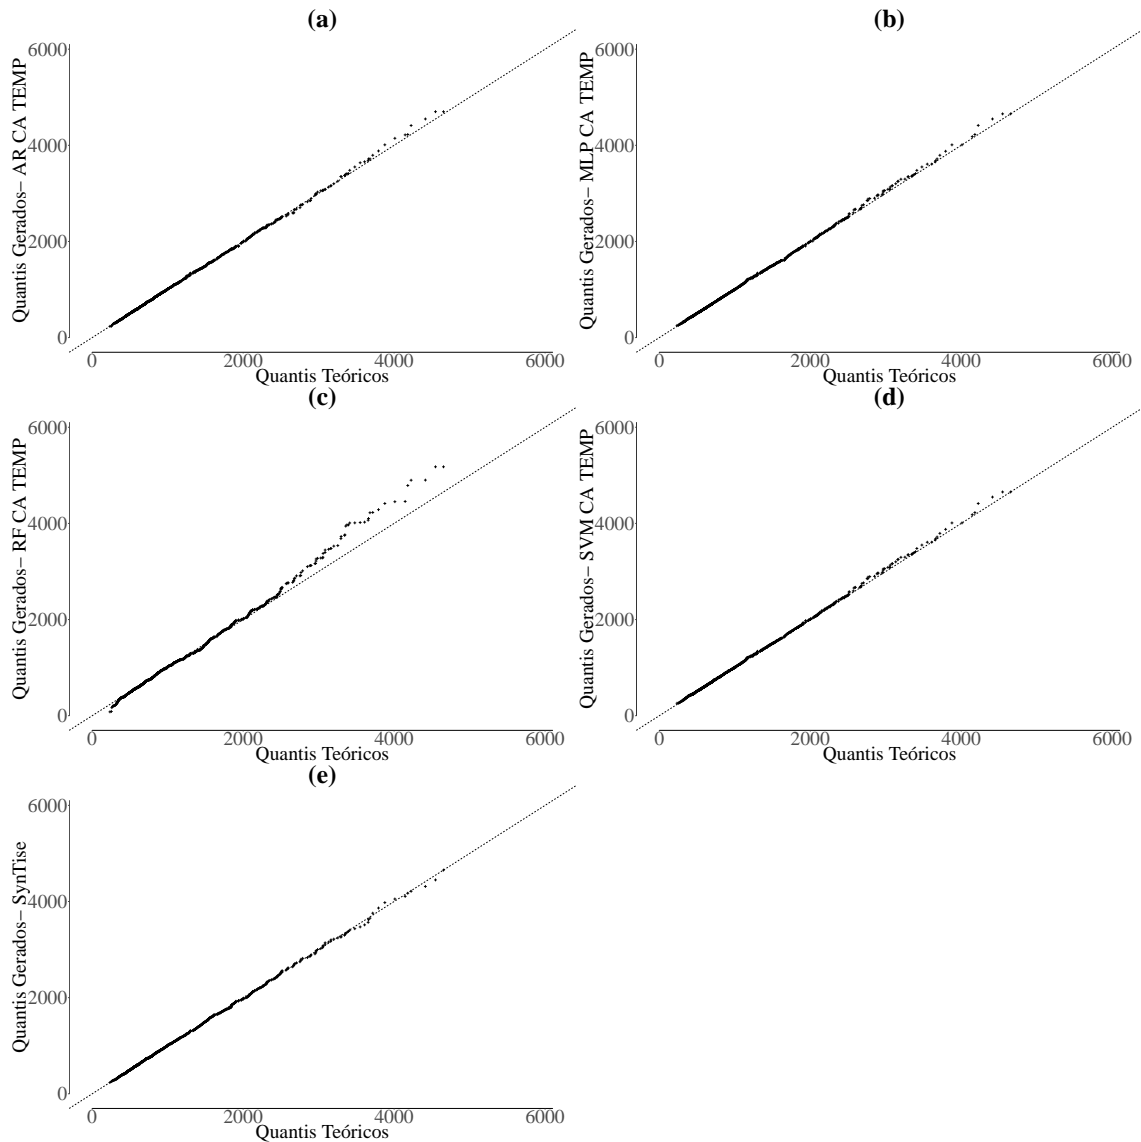 (a)
Quantis Gerados− AR CA TEMP
6000
4000
2000
0
0 2000 4000 6000
Quantis Teóricos
(b)
Quantis Gerados− MLP CA TEMP
6000
4000
2000
0
0 2000 4000 6000
Quantis Teóricos
(c)
Quantis Gerados− RF CA TEMP
6000
4000
2000
0
0 2000 4000 6000
Quantis Teóricos
(d)
Quantis Gerados− SVM CA TEMP
6000
4000
2000
0
0 2000 4000 6000
Quantis Teóricos
(e)
Quantis Gerados− SynTise
6000
4000
2000
0
0 2000 4000 6000
Quantis Teóricos